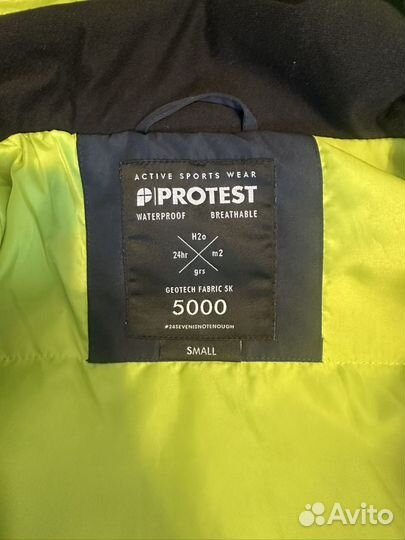 ACTIVE SPORTS WEAR
PROTEST
WATERPROOF BREATHABLE
H2o
24hr m2
grs
GEOTECH FABRIC 5K
5000
#24SEVENISNOTENOUGH
SMALL
Avito